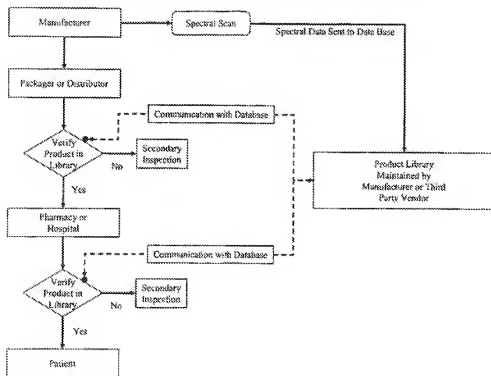 Manufacturer
Spectral Scan
Spectral Data Sent to Data Base
Packager or Distributor
Communication with Database
Verify
Product in
Library
No
Secondary
Inspection
Yes
Product Library
Maintained by
Manufacturer or Third
Party Vendor
Pharmacy or
Hospital
Communication with Database
Verify
Product in
Library
No
Secondary
Inspection
Yes
Patient